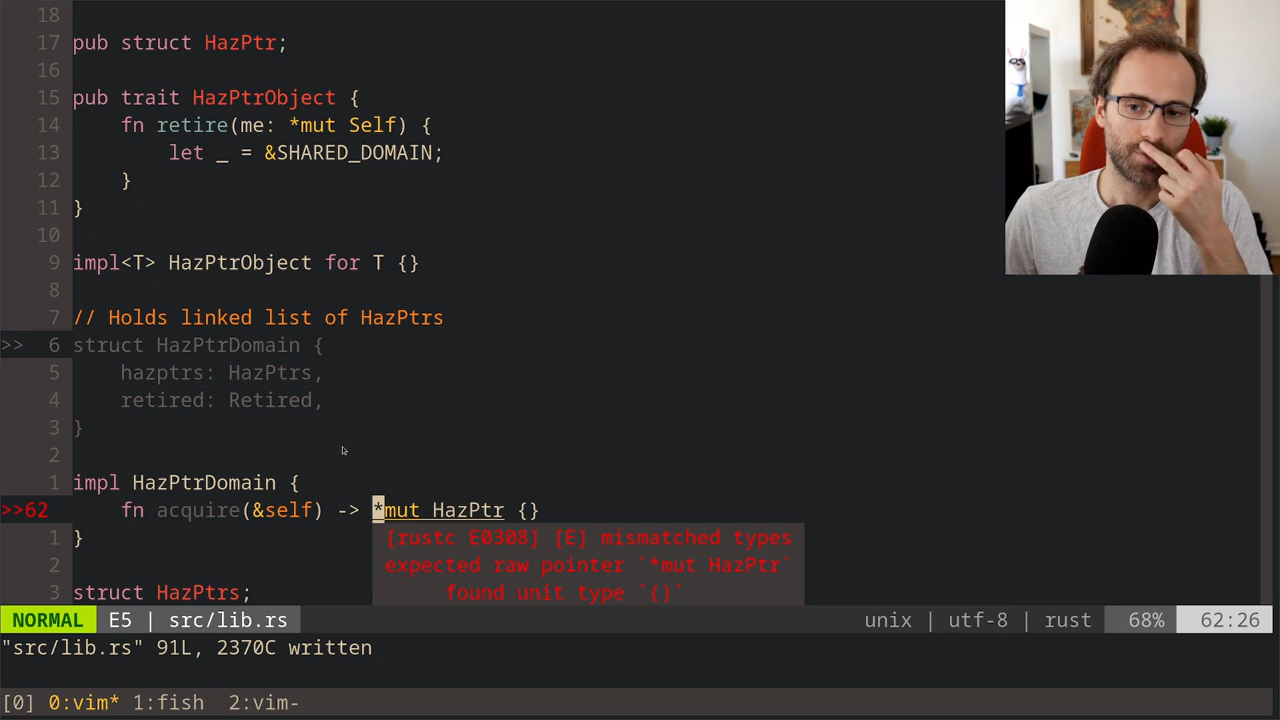 18
17 pub struct HazPtr;
16
15 pub trait HazPtrObject {
14     fn retire(me: *mut Self) {
13         let _ = &SHARED_DOMAIN;
12     }
11 }
10
9 impl<T> HazPtrObject for T {}
8
7 // Holds linked list of HazPtrs
>> 6 struct HazPtrDomain {
5     hazptrs: HazPtrs,
4     retired: Retired,
3 }
2
1 impl HazPtrDomain {
>>62     fn acquire(&self) -> *mut HazPtr {}
1 }
[rustc E0308] [E] mismatched types
2
expected raw pointer `*mut HazPtr`
3 struct HazPtrs;
found unit type `()`
NORMAL E5 | src/lib.rs unix | utf-8 | rust 68% 62:26
"src/lib.rs" 91L, 2370C written
[0] 0:vim* 1:fish  2:vim-